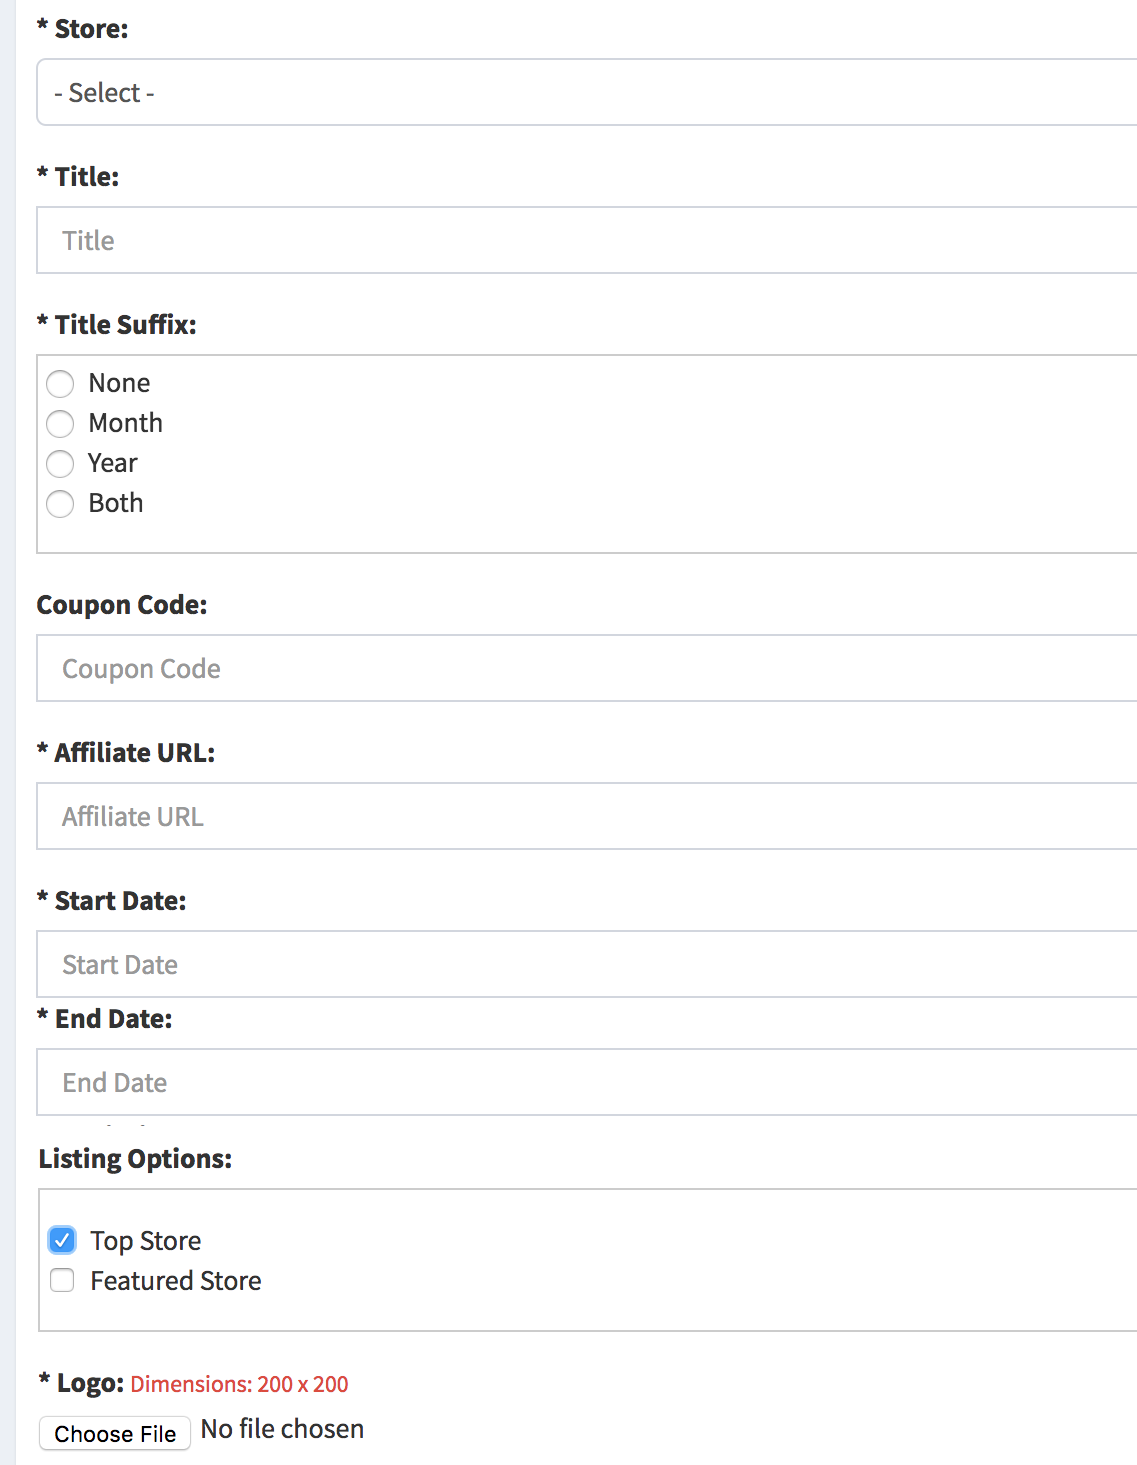 * Store:
- Select -
* Title:
Title
* Title Suffix:
None
Month
Year
Both
Coupon Code:
Coupon Code
* Affiliate URL:
Affiliate URL
* Start Date:
Start Date
* End Date:
End Date
Listing Options:
Top Store
Featured Store
* Logo: Dimensions: 200 x 200
Choose File No file chosen